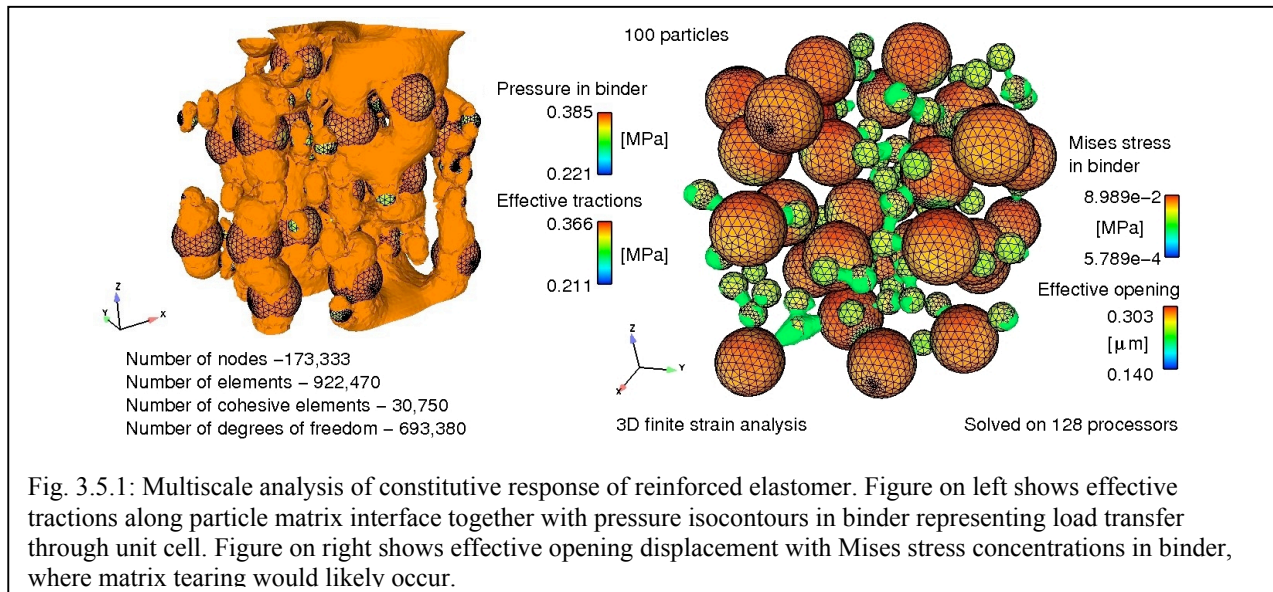 100 particles
Pressure in binder
0.385
[MPa]
0.221
Effective tractions
0.366
[MPa]
0.211
Z
Y
X
Number of nodes –173,333
Number of elements – 922,470
Number of cohesive elements – 30,750
Number of degrees of freedom – 693,380
Mises stress
in binder
8.989e–2
[MPa]
5.789e–4
Effective opening
0.303
[μm]
0.140
Z
Y
X
3D finite strain analysis
Solved on 128 processors
Fig. 3.5.1: Multiscale analysis of constitutive response of reinforced elastomer. Figure on left shows effective
tractions along particle matrix interface together with pressure isocontours in binder representing load transfer
through unit cell. Figure on right shows effective opening displacement with Mises stress concentrations in binder,
where matrix tearing would likely occur.